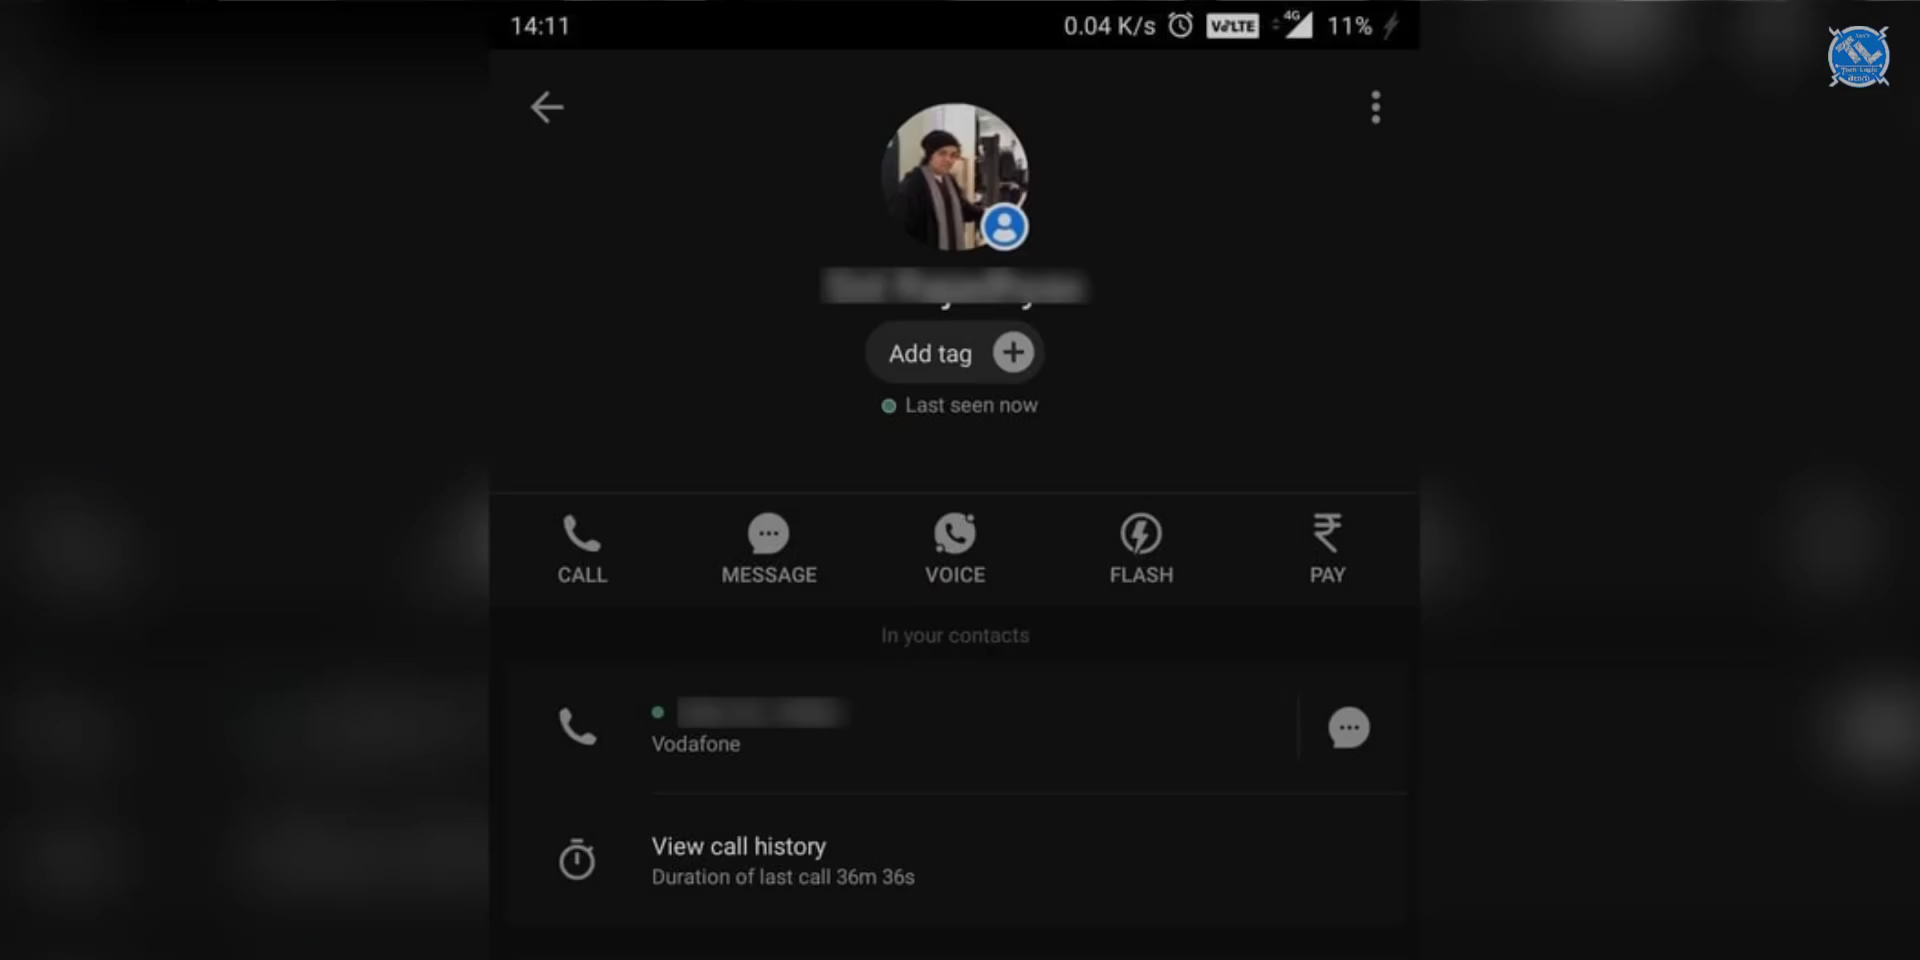 14:11
0.04 K/s VoLTE 4G 11%
Add tag
Last seen now
CALL
MESSAGE
VOICE
FLASH
₹
PAY
In your contacts
Vodafone
View call history
Duration of last call 36m 36s